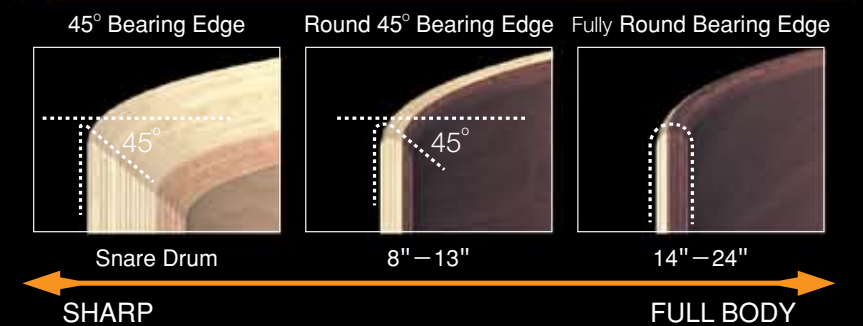 45° Bearing Edge
Round 45° Bearing Edge
Fully Round Bearing Edge
45°
45°
Snare Drum
8"–13"
14"–24"
SHARP
FULL BODY